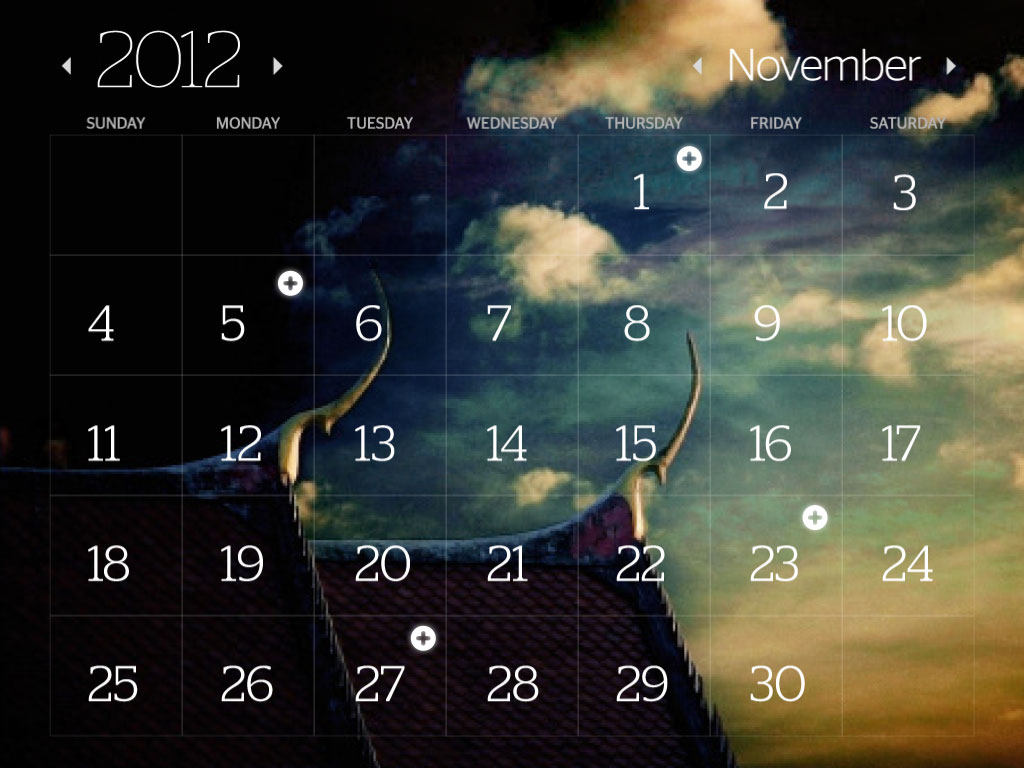 2012 November
SUNDAY MONDAY TUESDAY WEDNESDAY THURSDAY FRIDAY SATURDAY
1 2 3
4 5 6 7 8 9 10
11 12 13 14 15 16 17
18 19 20 21 22 23 24
25 26 27 28 29 30